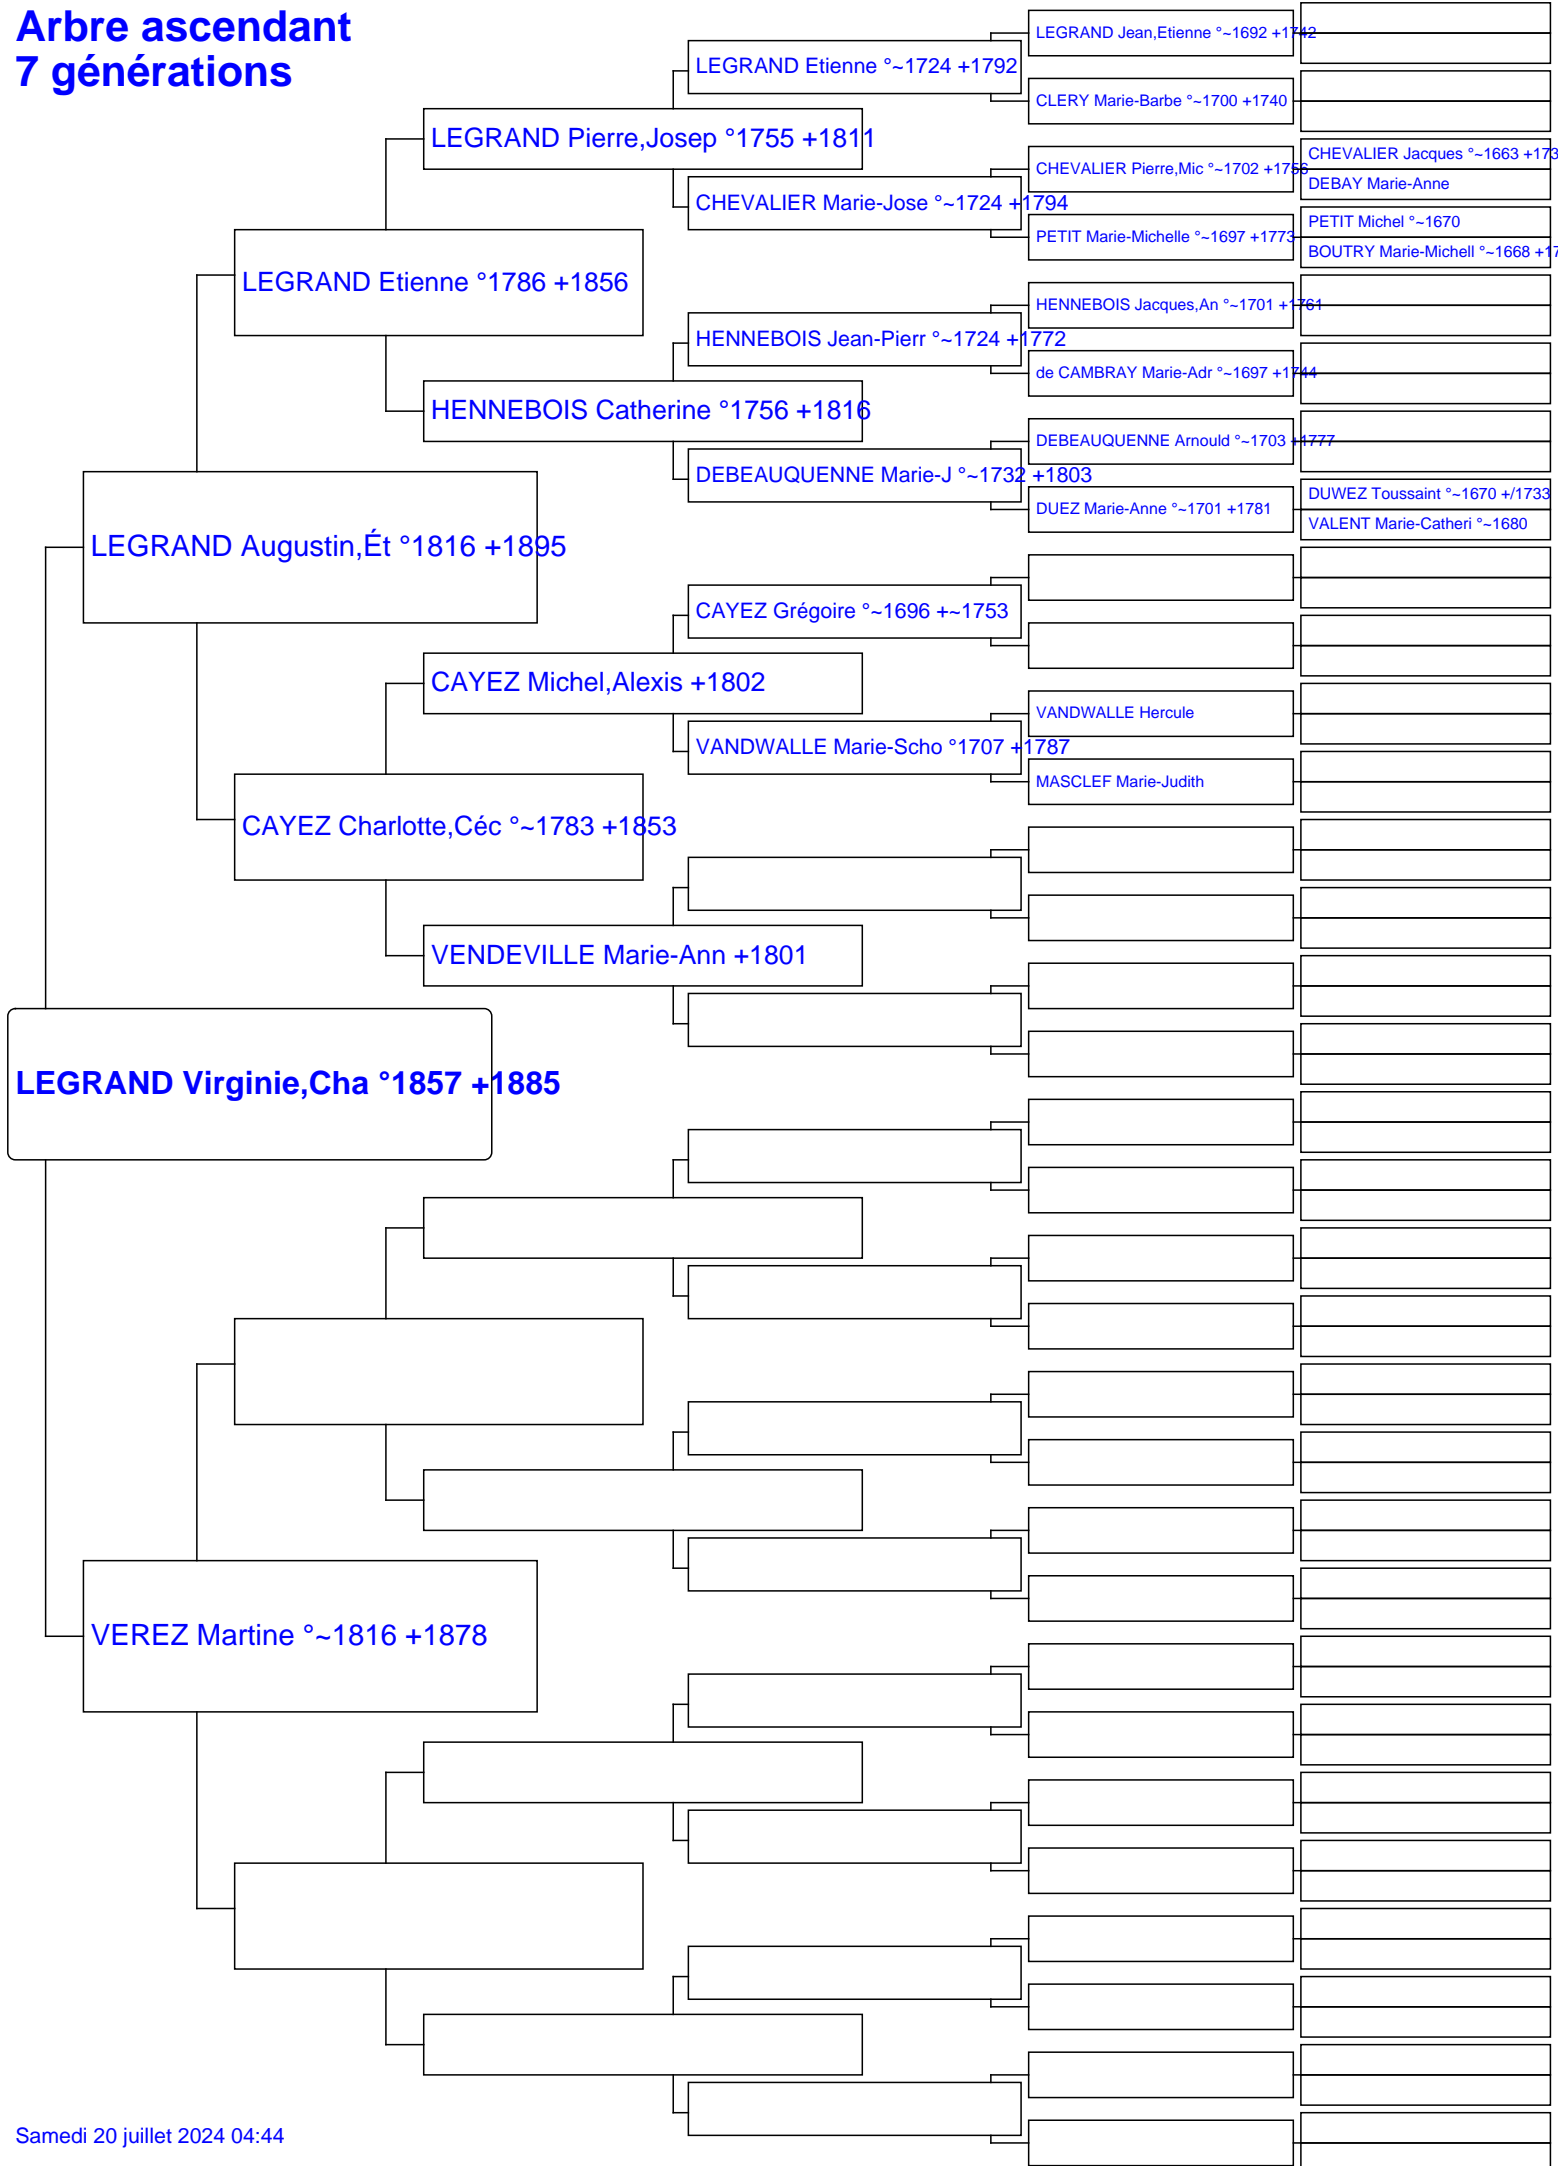 Arbre ascendant
7 générations
LEGRAND Jean,Etienne °~1692 +1742
LEGRAND Etienne °~1724 +1792
CLERY Marie-Barbe °~1700 +1740
LEGRAND Pierre,Josep °1755 +1811
CHEVALIER Jacques °~1663 +173
CHEVALIER Pierre,Mic °~1702 +1756
DEBAY Marie-Anne
CHEVALIER Marie-Jose °~1724 +1794
PETIT Michel °~1670
PETIT Marie-Michelle °~1697 +1773
BOUTRY Marie-Michell °~1668 +17
LEGRAND Etienne °1786 +1856
HENNEBOIS Jacques,An °~1701 +1761
HENNEBOIS Jean-Pierr °~1724 +1772
de CAMBRAY Marie-Adr °~1697 +1744
HENNEBOIS Catherine °1756 +1816
DEBEAUQUENNE Arnould °~1703 +1777
DEBEAUQUENNE Marie-J °~1732 +1803
DUWEZ Toussaint °~1670 +/1733
DUEZ Marie-Anne °~1701 +1781
VALENT Marie-Catheri °~1680
LEGRAND Augustin,Ét °1816 +1895
CAYEZ Grégoire °~1696 +~1753
CAYEZ Michel,Alexis +1802
VANDWALLE Hercule
VANDWALLE Marie-Scho °1707 +1787
MASCLEF Marie-Judith
CAYEZ Charlotte,Céc °~1783 +1853
VENDEVILLE Marie-Ann +1801
LEGRAND Virginie,Cha °1857 +1885
VEREZ Martine °~1816 +1878
Samedi 20 juillet 2024 04:44